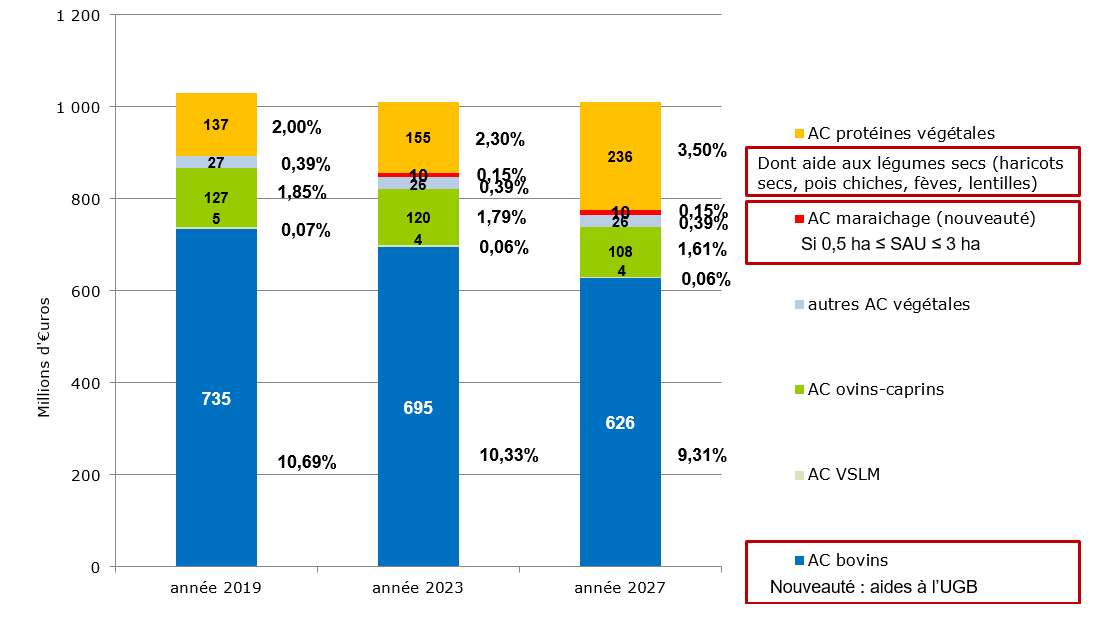 1 200
1 000
800
600
400
200
0
Millions d'€uros
137
2,00%
27
0,39%
127
1,85%
5
0,07%
735
10,69%
année 2019
155
2,30%
10
0,15%
26
0,39%
120
1,79%
4
0,06%
695
10,33%
année 2023
236
3,50%
10
0,15%
26
0,39%
108
1,61%
4
0,06%
626
9,31%
année 2027
AC protéines végétales
Dont aide aux légumes secs (haricots
secs, pois chiches, fèves, lentilles)
AC maraichage (nouveauté)
Si 0,5 ha ≤ SAU ≤ 3 ha
autres AC végétales
AC ovins-caprins
AC VSLM
AC bovins
Nouveauté : aides à l'UGB